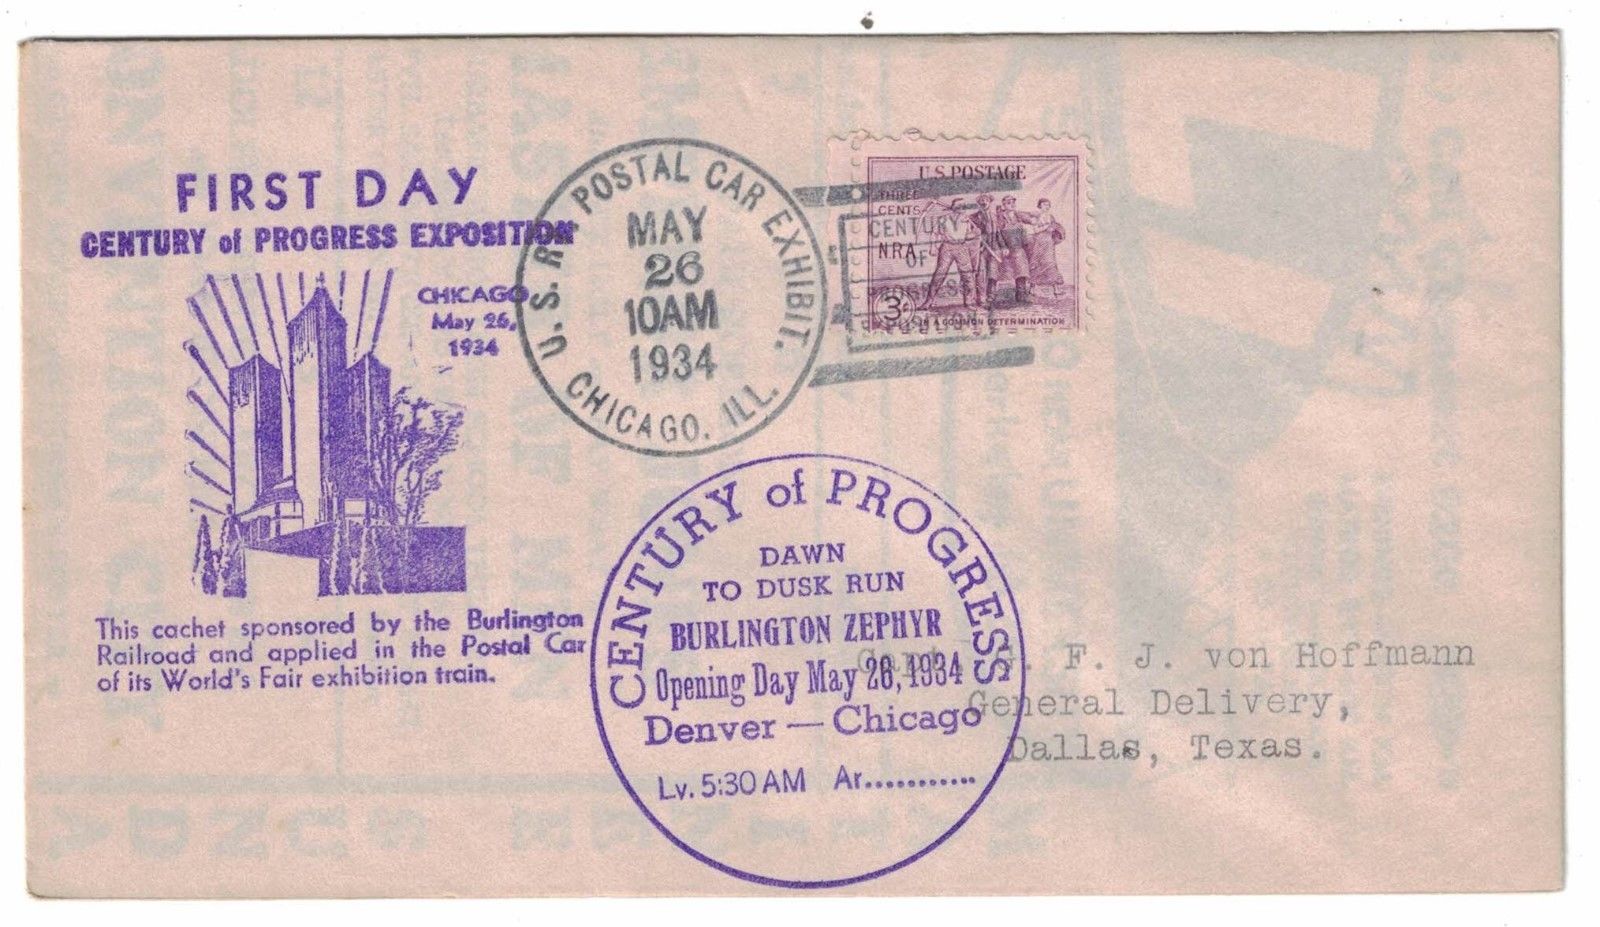 FIRST DAY
CENTURY of PROGRESS EXPOSITION
CHICAGO
May 26,
1934
This cachet sponsored by the Burlington
Railroad and applied in the Postal Car
of its World's Fair exhibition train.
U.S. RY. POSTAL CAR EXHIBIT.
MAY
26
10AM
1934
CHICAGO, ILL.
U.S. POSTAGE
THREE
CENTS
N.R.A.
3¢
IN A COMMON DETERMINATION
CENTURY
OF
PROGRESS
CENTURY of PROGRESS
DAWN
TO DUSK RUN
BURLINGTON ZEPHYR
Opening Day May 26, 1934
Denver — Chicago
Lv. 5:30 AM Ar............
F. J. von Hoffmann
General Delivery,
Dallas, Texas.